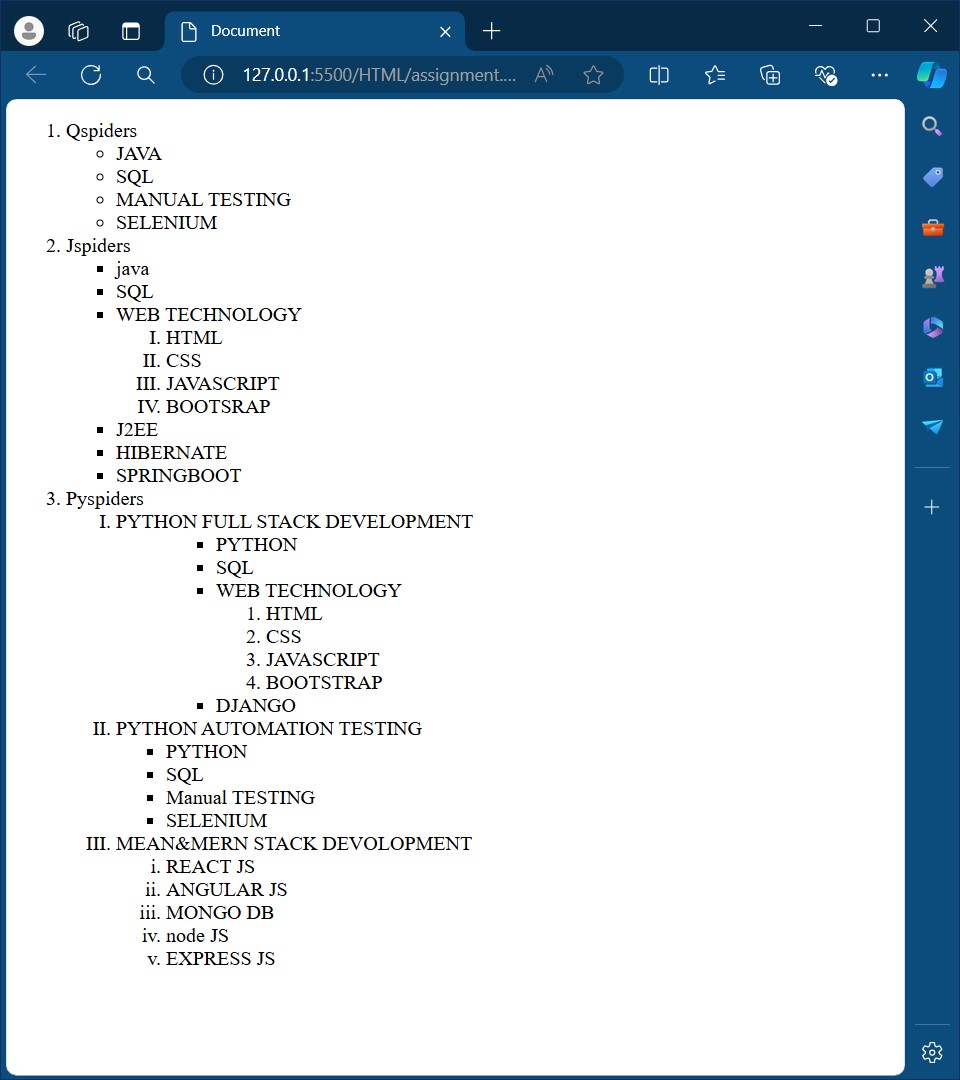 Document
127.0.0.1:5500/HTML/assignment....
1. Qspiders
JAVA
SQL
MANUAL TESTING
SELENIUM
2. Jspiders
java
SQL
WEB TECHNOLOGY
I. HTML
II. CSS
III. JAVASCRIPT
IV. BOOTSRAP
J2EE
HIBERNATE
SPRINGBOOT
3. Pyspiders
I. PYTHON FULL STACK DEVELOPMENT
PYTHON
SQL
WEB TECHNOLOGY
1. HTML
2. CSS
3. JAVASCRIPT
4. BOOTSTRAP
DJANGO
II. PYTHON AUTOMATION TESTING
PYTHON
SQL
Manual TESTING
SELENIUM
III. MEAN&MERN STACK DEVOLOPMENT
i. REACT JS
ii. ANGULAR JS
iii. MONGO DB
iv. node JS
v. EXPRESS JS